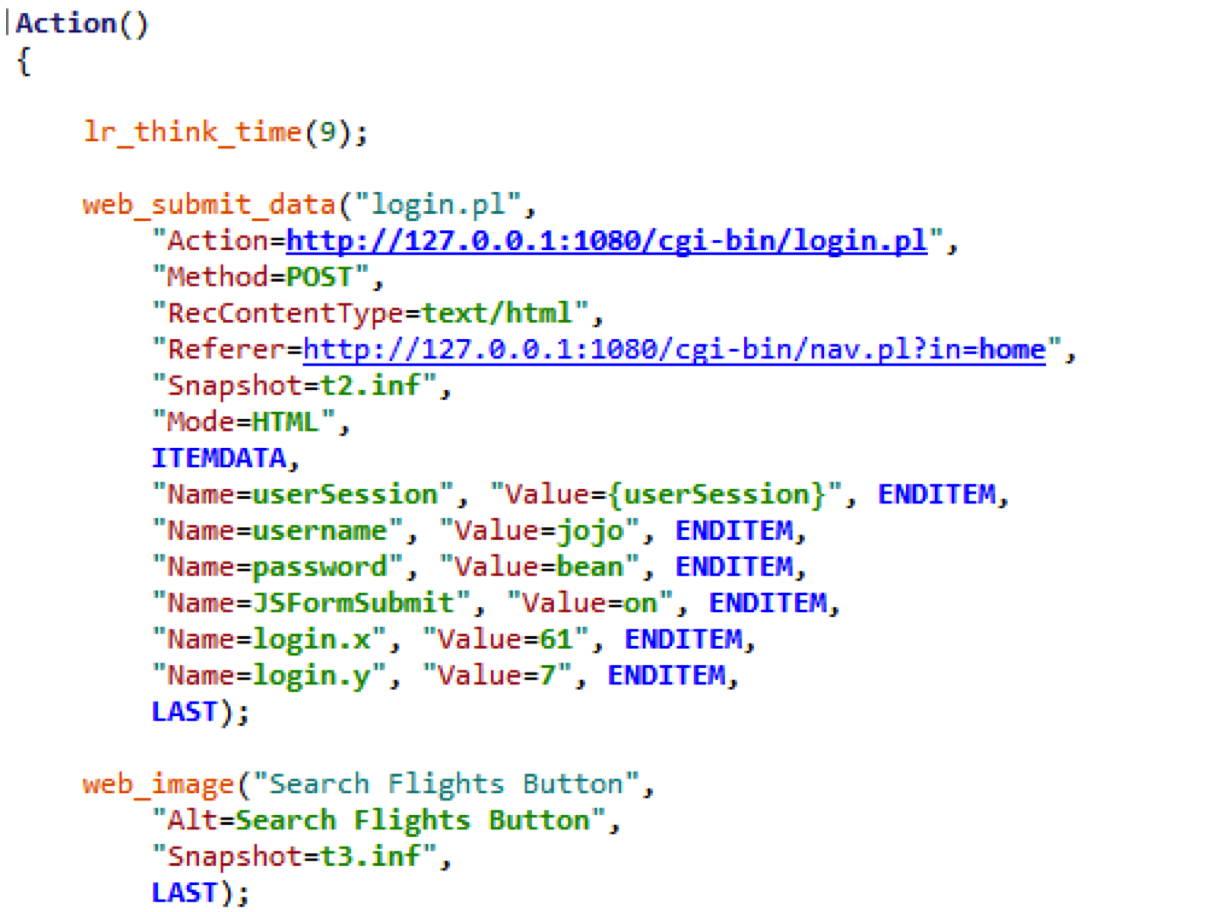 Action()
{
lr_think_time(9);
web_submit_data("login.pl",
"Action=http://127.0.0.1:1080/cgi-bin/login.pl",
"Method=POST",
"RecContentType=text/html",
"Referer=http://127.0.0.1:1080/cgi-bin/nav.pl?in=home",
"Snapshot=t2.inf",
"Mode=HTML",
ITEMDATA,
"Name=userSession", "Value={userSession}", ENDITEM,
"Name=username", "Value=jojo", ENDITEM,
"Name=password", "Value=bean", ENDITEM,
"Name=JSFormSubmit", "Value=on", ENDITEM,
"Name=login.x", "Value=61", ENDITEM,
"Name=login.y", "Value=7", ENDITEM,
LAST);
web_image("Search Flights Button",
"Alt=Search Flights Button",
"Snapshot=t3.inf",
LAST);